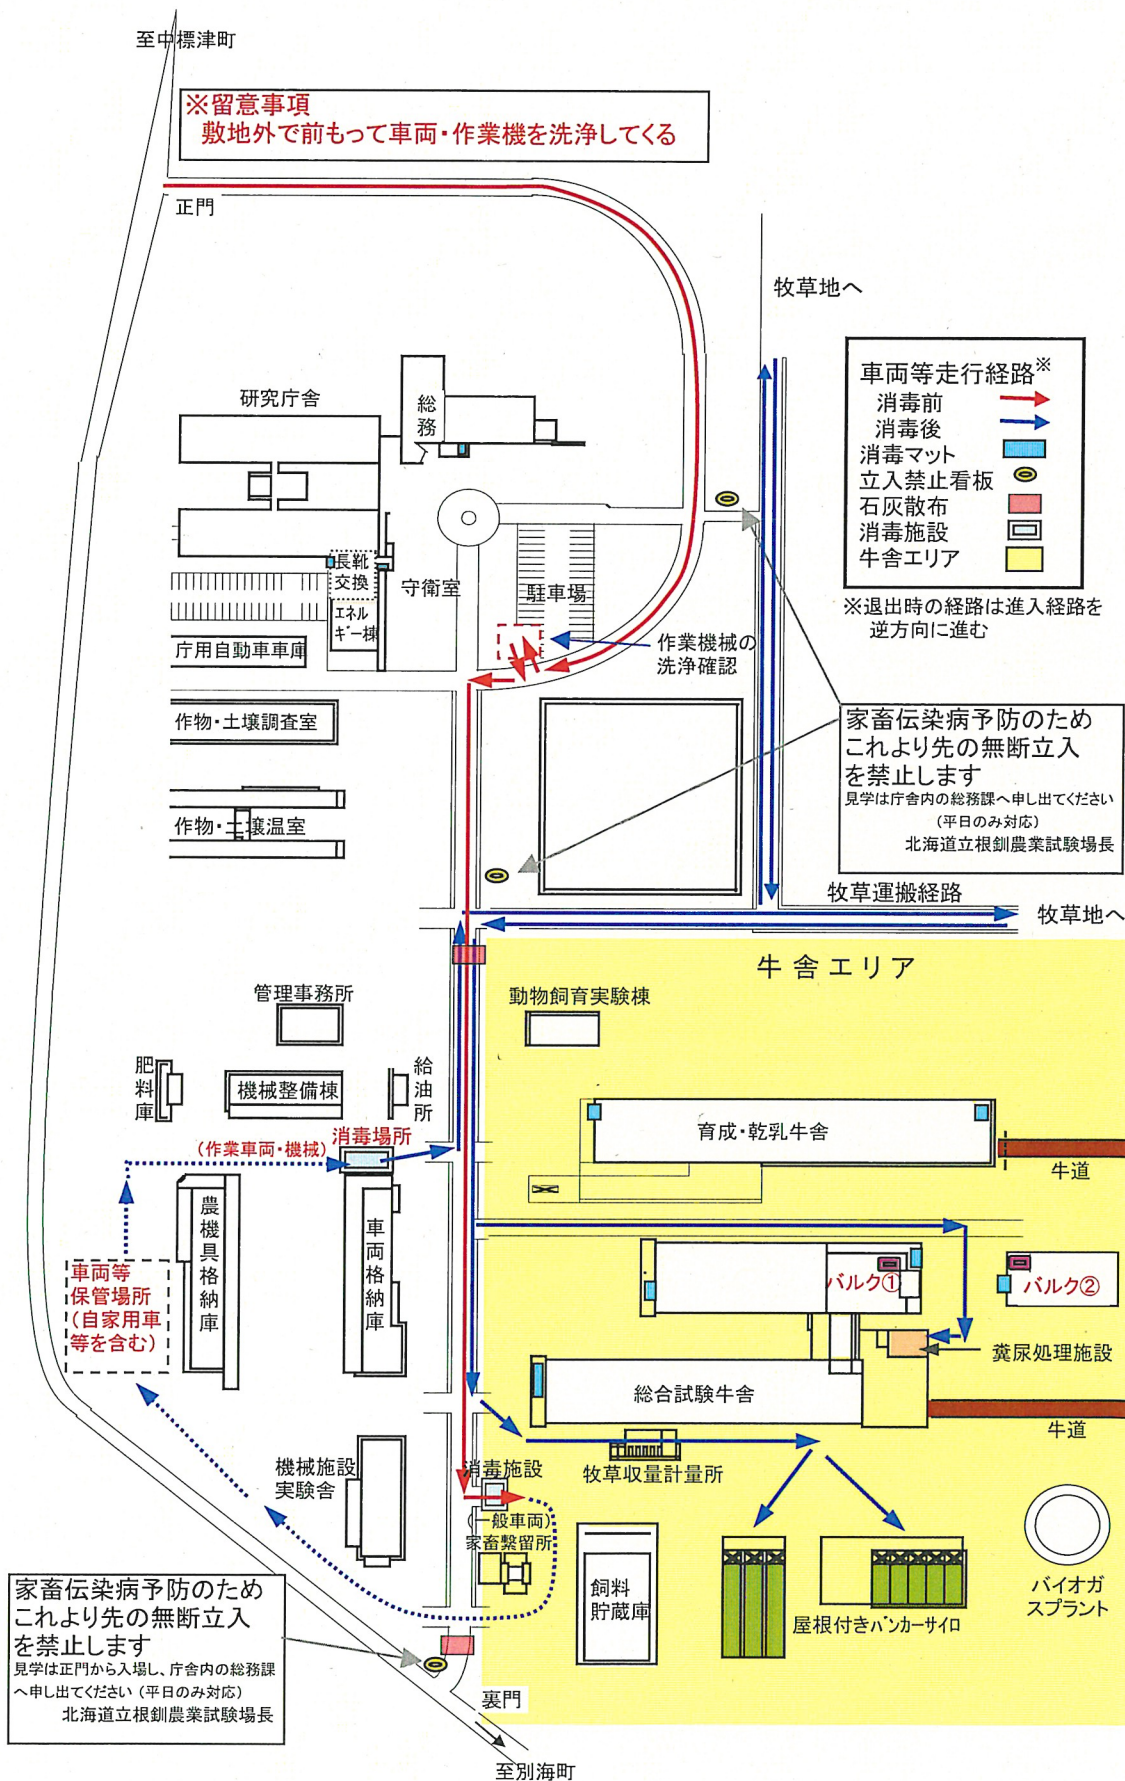 至中標津町
※留意事項
敷地外で前もって車両・作業機を洗浄してくる
正門
牧草地へ
車両等走行経路※
消毒前
消毒後
消毒マット
立入禁止看板
石灰散布
消毒施設
牛舎エリア
※退出時の経路は進入経路を
逆方向に進む
研究庁舎
総務
長靴
交換
エネル
ギー棟
守衛室
駐車場
庁用自動車車庫
作業機械の
洗浄確認
作物・土壌調査室
作物・土壌温室
家畜伝染病予防のため
これより先の無断立入
を禁止します
見学は庁舎内の総務課へ申し出てください
(平日のみ対応)
北海道立根釧農業試験場長
牧草運搬経路
牧草地へ
牛舎エリア
管理事務所
動物飼育実験棟
肥料庫
機械整備棟
給油所
消毒場所
(作業車両・機械)
育成・乾乳牛舎
牛道
農機具格納庫
車両格納庫
車両等
保管場所
(自家用車
等を含む)
バルク①
バルク②
糞尿処理施設
総合試験牛舎
牛道
牧草収量計量所
機械施設
実験舎
消毒施設
(一般車両)
家畜繋留所
飼料
貯蔵庫
屋根付きバンカーサイロ
バイオガ
スプラント
家畜伝染病予防のため
これより先の無断立入
を禁止します
見学は正門から入場し、庁舎内の総務課
へ申し出てください(平日のみ対応)
北海道立根釧農業試験場長
裏門
至別海町